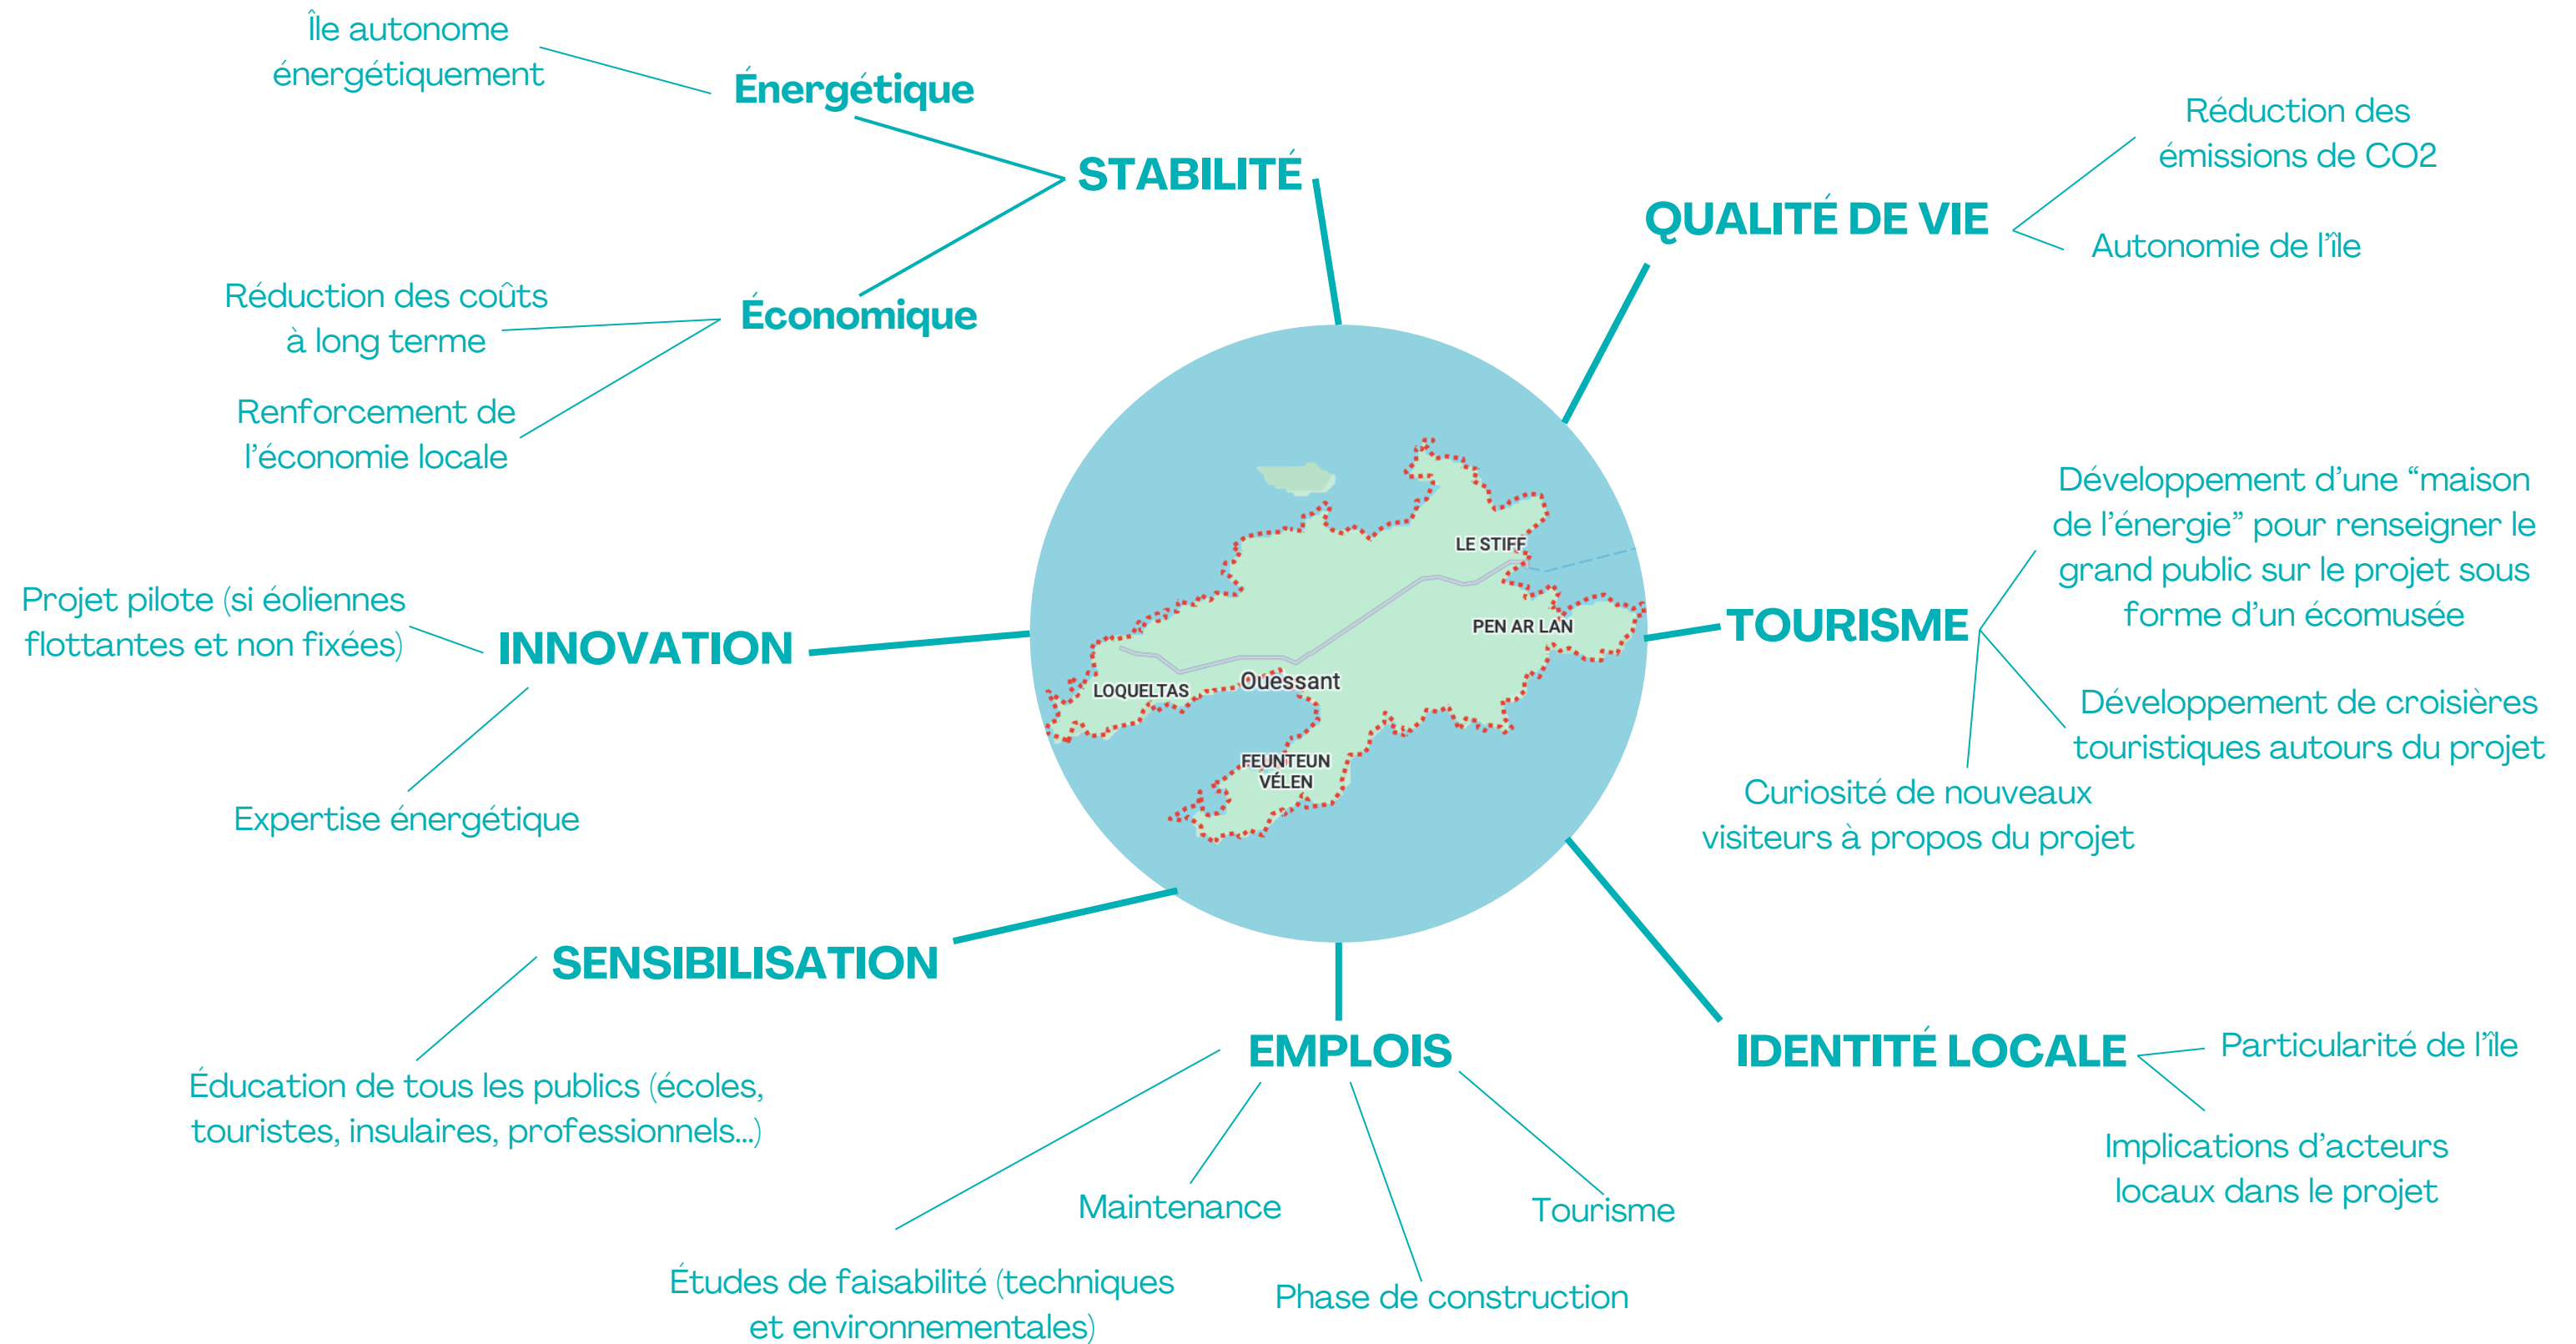 Île autonome
énergétiquement
Énergétique
STABILITÉ
Économique
Réduction des coûts
à long terme
Renforcement de
l’économie locale
QUALITÉ DE VIE
Réduction des
émissions de CO2
Autonomie de l’île
TOURISME
Développement d’une “maison
de l’énergie” pour renseigner le
grand public sur le projet sous
forme d’un écomusée
Développement de croisières
touristiques autours du projet
Curiosité de nouveaux
visiteurs à propos du projet
INNOVATION
Projet pilote (si éoliennes
flottantes et non fixées)
Expertise énergétique
LE STIFF
PEN AR LAN
LOQUELTAS
Ouessant
FEUNTEUN
VÉLEN
SENSIBILISATION
Éducation de tous les publics (écoles,
touristes, insulaires, professionnels...)
EMPLOIS
Maintenance
Tourisme
Études de faisabilité (techniques
et environnementales)
Phase de construction
IDENTITÉ LOCALE
Particularité de l’île
Implications d’acteurs
locaux dans le projet